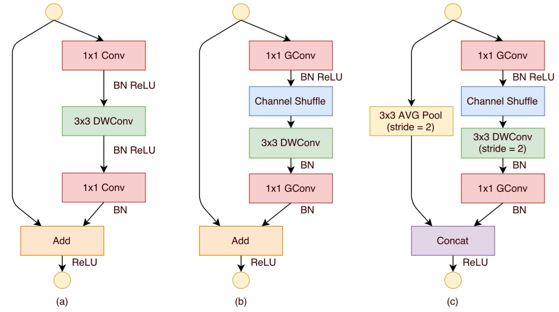 1x1 Conv
BN ReLU
3x3 DWConv
BN ReLU
1x1 Conv
BN
Add
ReLU
(a)
1x1 GConv
BN ReLU
Channel Shuffle
3x3 DWConv
BN
1x1 GConv
BN
Add
ReLU
(b)
3x3 AVG Pool
(stride = 2)
1x1 GConv
BN ReLU
Channel Shuffle
3x3 DWConv
(stride = 2)
BN
1x1 GConv
BN
Concat
ReLU
(c)